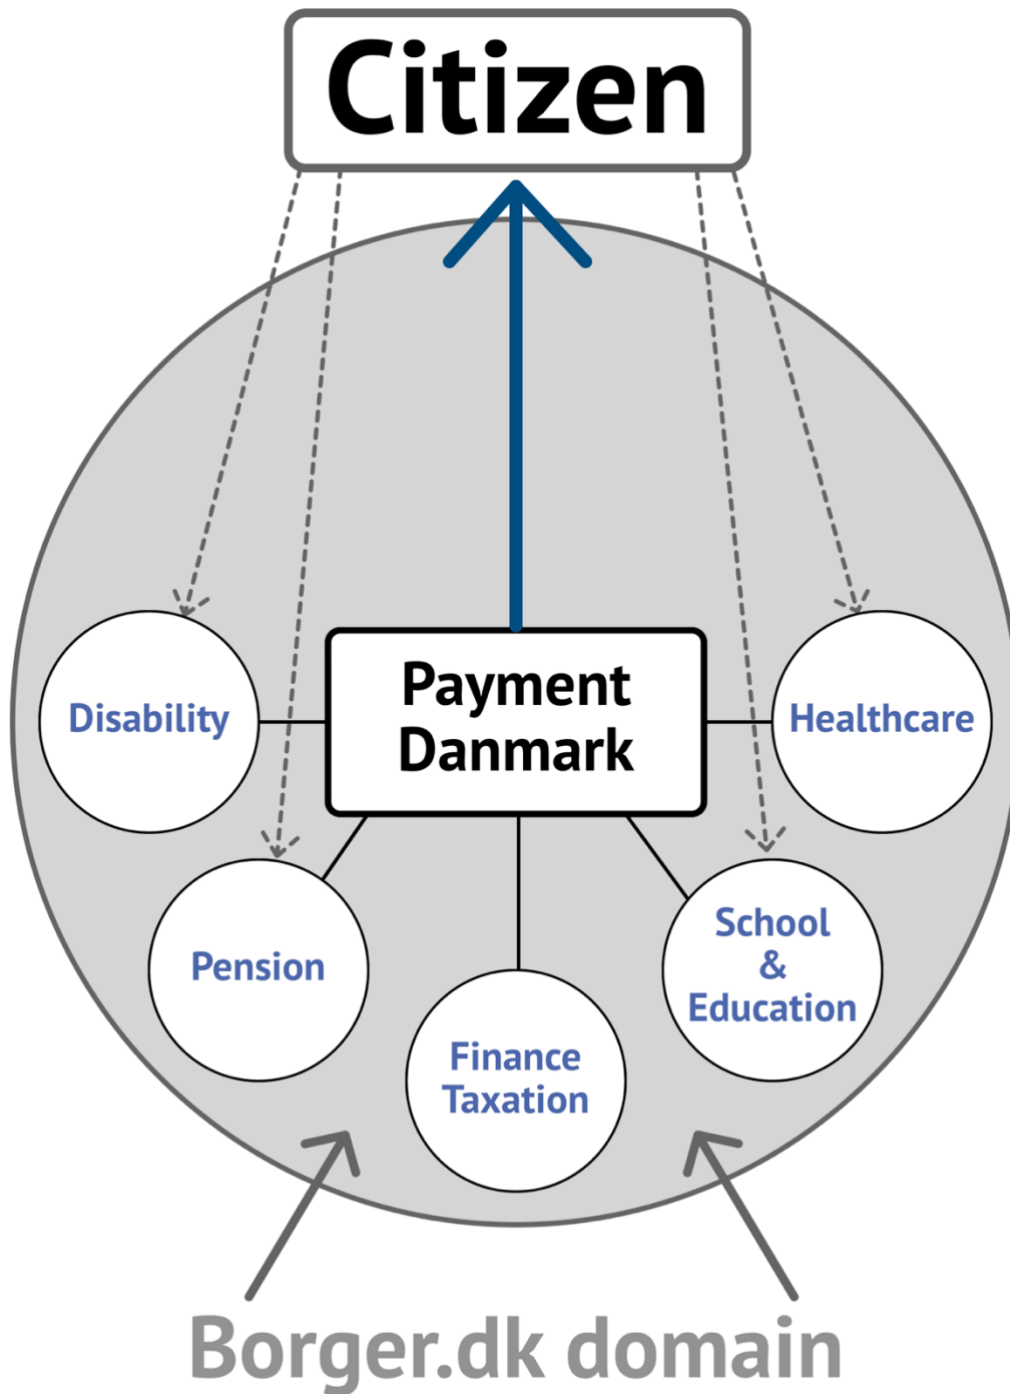 Citizen
Payment
Danmark
Disability
Healthcare
Pension
School
&
Education
Finance
Taxation
Borger.dk domain